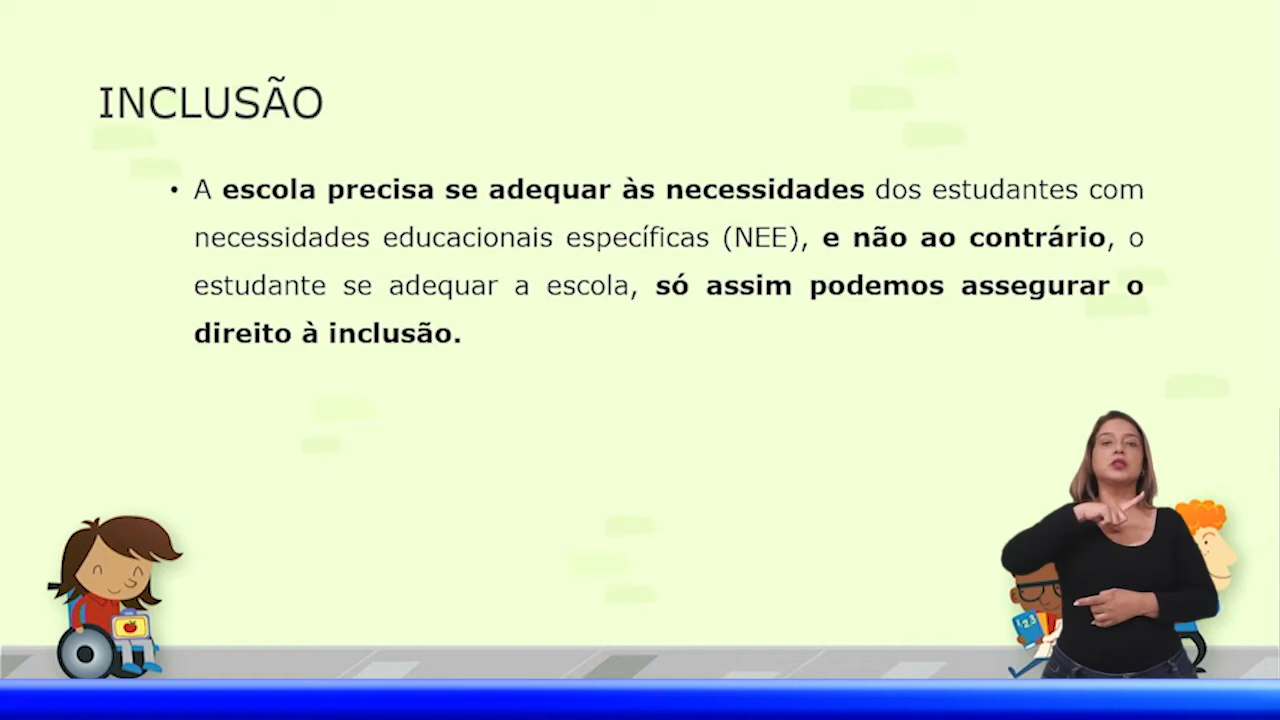 INCLUSÃO
• A escola precisa se adequar às necessidades dos estudantes com
necessidades educacionais específicas (NEE), e não ao contrário, o
estudante se adequar a escola, só assim podemos assegurar o
direito à inclusão.
123